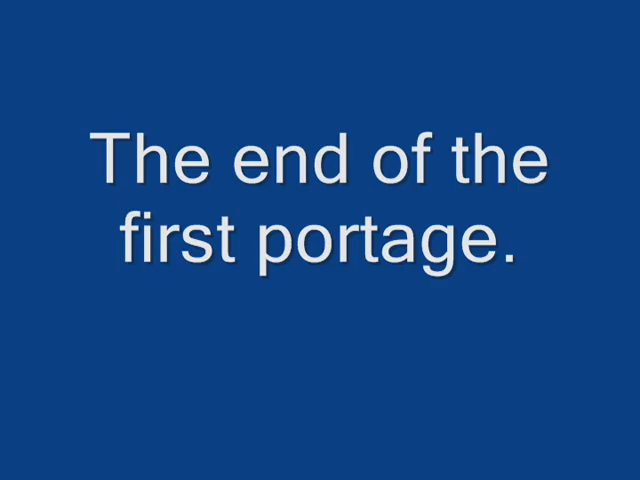 The end of the
first portage.